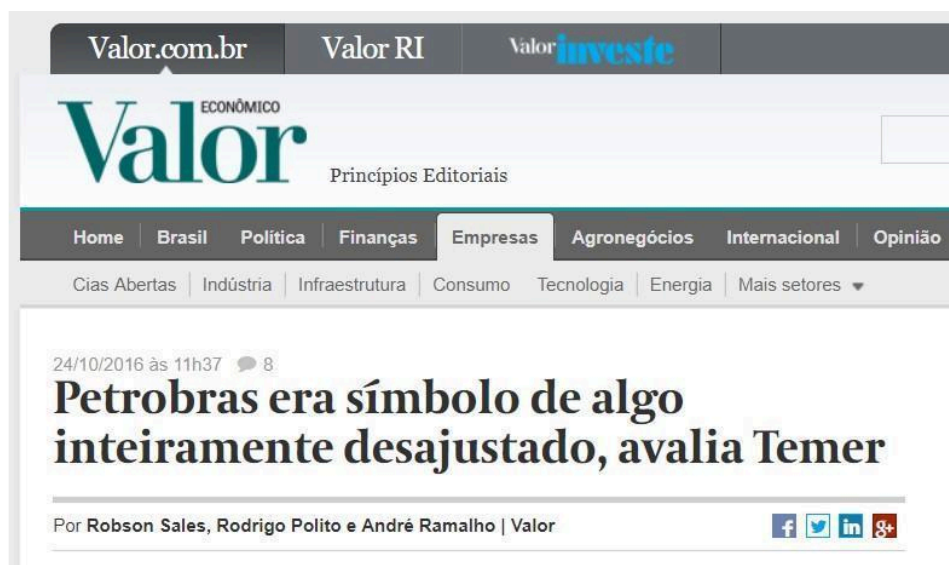 Valor.com.br Valor RI Valor investe
ECONÔMICO
Valor
Princípios Editoriais
Home Brasil Política Finanças Empresas Agronegócios Internacional Opinião
Cias Abertas Indústria Infraestrutura Consumo Tecnologia Energia Mais setores
24/10/2016 às 11h37 8
Petrobras era símbolo de algo
inteiramente desajustado, avalia Temer
Por Robson Sales, Rodrigo Polito e André Ramalho | Valor f in g+